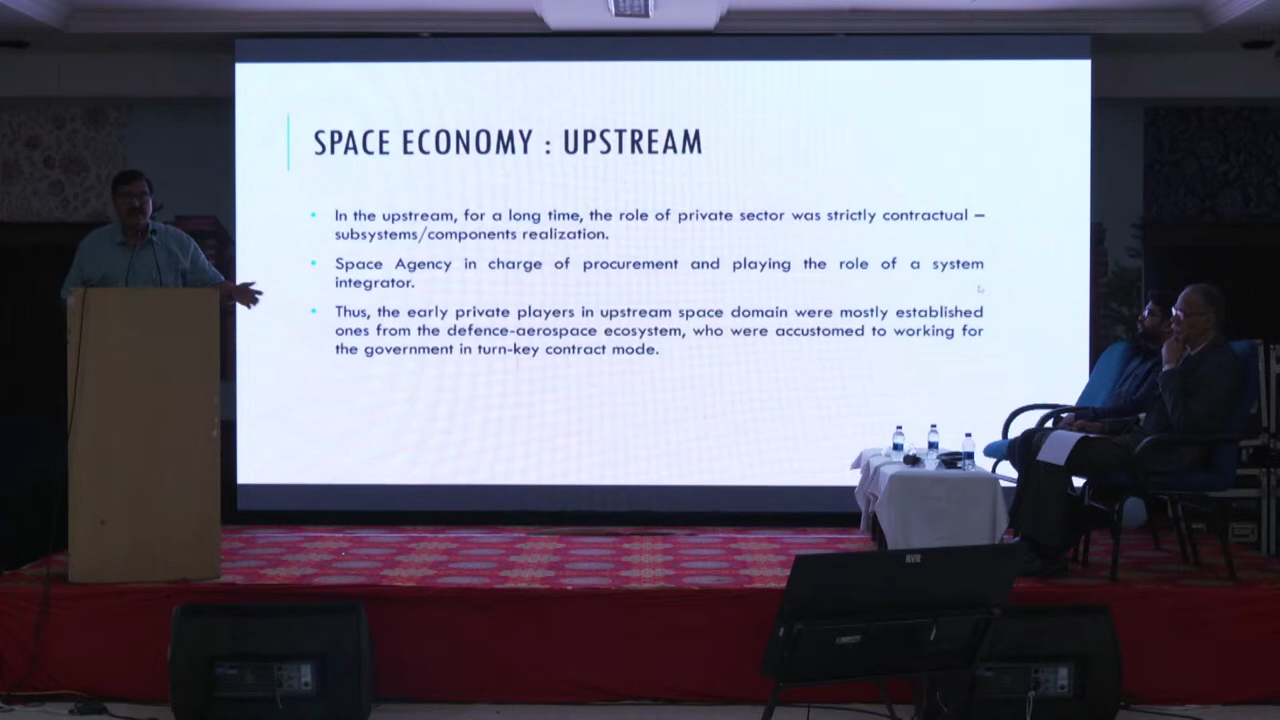 SPACE ECONOMY : UPSTREAM
In the upstream, for a long time, the role of private sector was strictly contractual –
subsystems/components realization.
Space Agency in charge of procurement and playing the role of a system
integrator.
Thus, the early private players in upstream space domain were mostly established
ones from the defence-aerospace ecosystem, who were accustomed to working for
the government in turn-key contract mode.
RVR